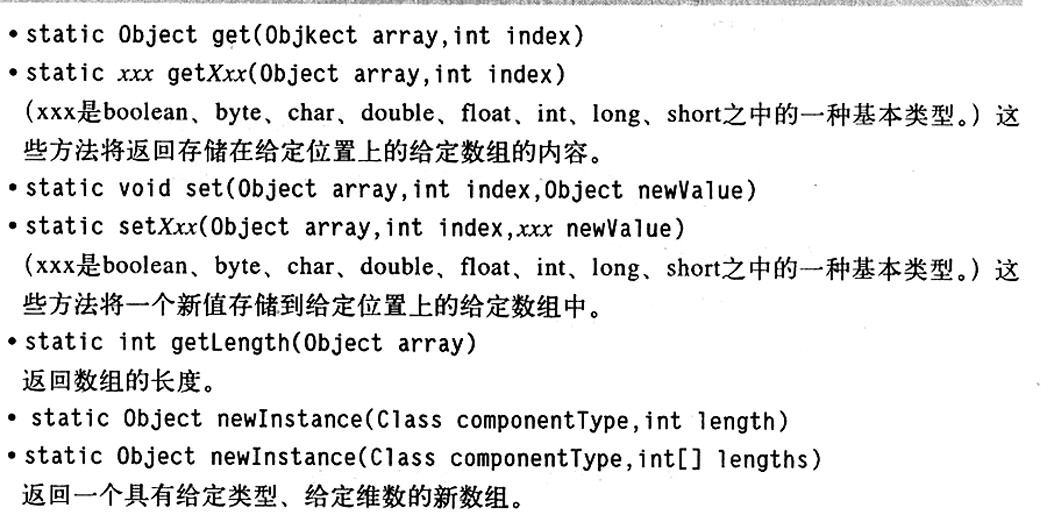 • static Object get(Objkect array,int index)
• static xxx getXxx(Object array,int index)
(xxx是boolean、byte、char、double、float、int、long、short之中的一种基本类型。) 这
些方法将返回存储在给定位置上的给定数组的内容。
• static void set(Object array,int index,Object newValue)
• static setXxx(Object array,int index,xxx newValue)
(xxx是boolean、byte、char、double、float、int、long、short之中的一种基本类型。) 这
些方法将一个新值存储到给定位置上的给定数组中。
• static int getLength(Object array)
返回数组的长度。
• static Object newInstance(Class componentType,int length)
• static Object newInstance(Class componentType,int[] lengths)
返回一个具有给定类型、给定维数的新数组。